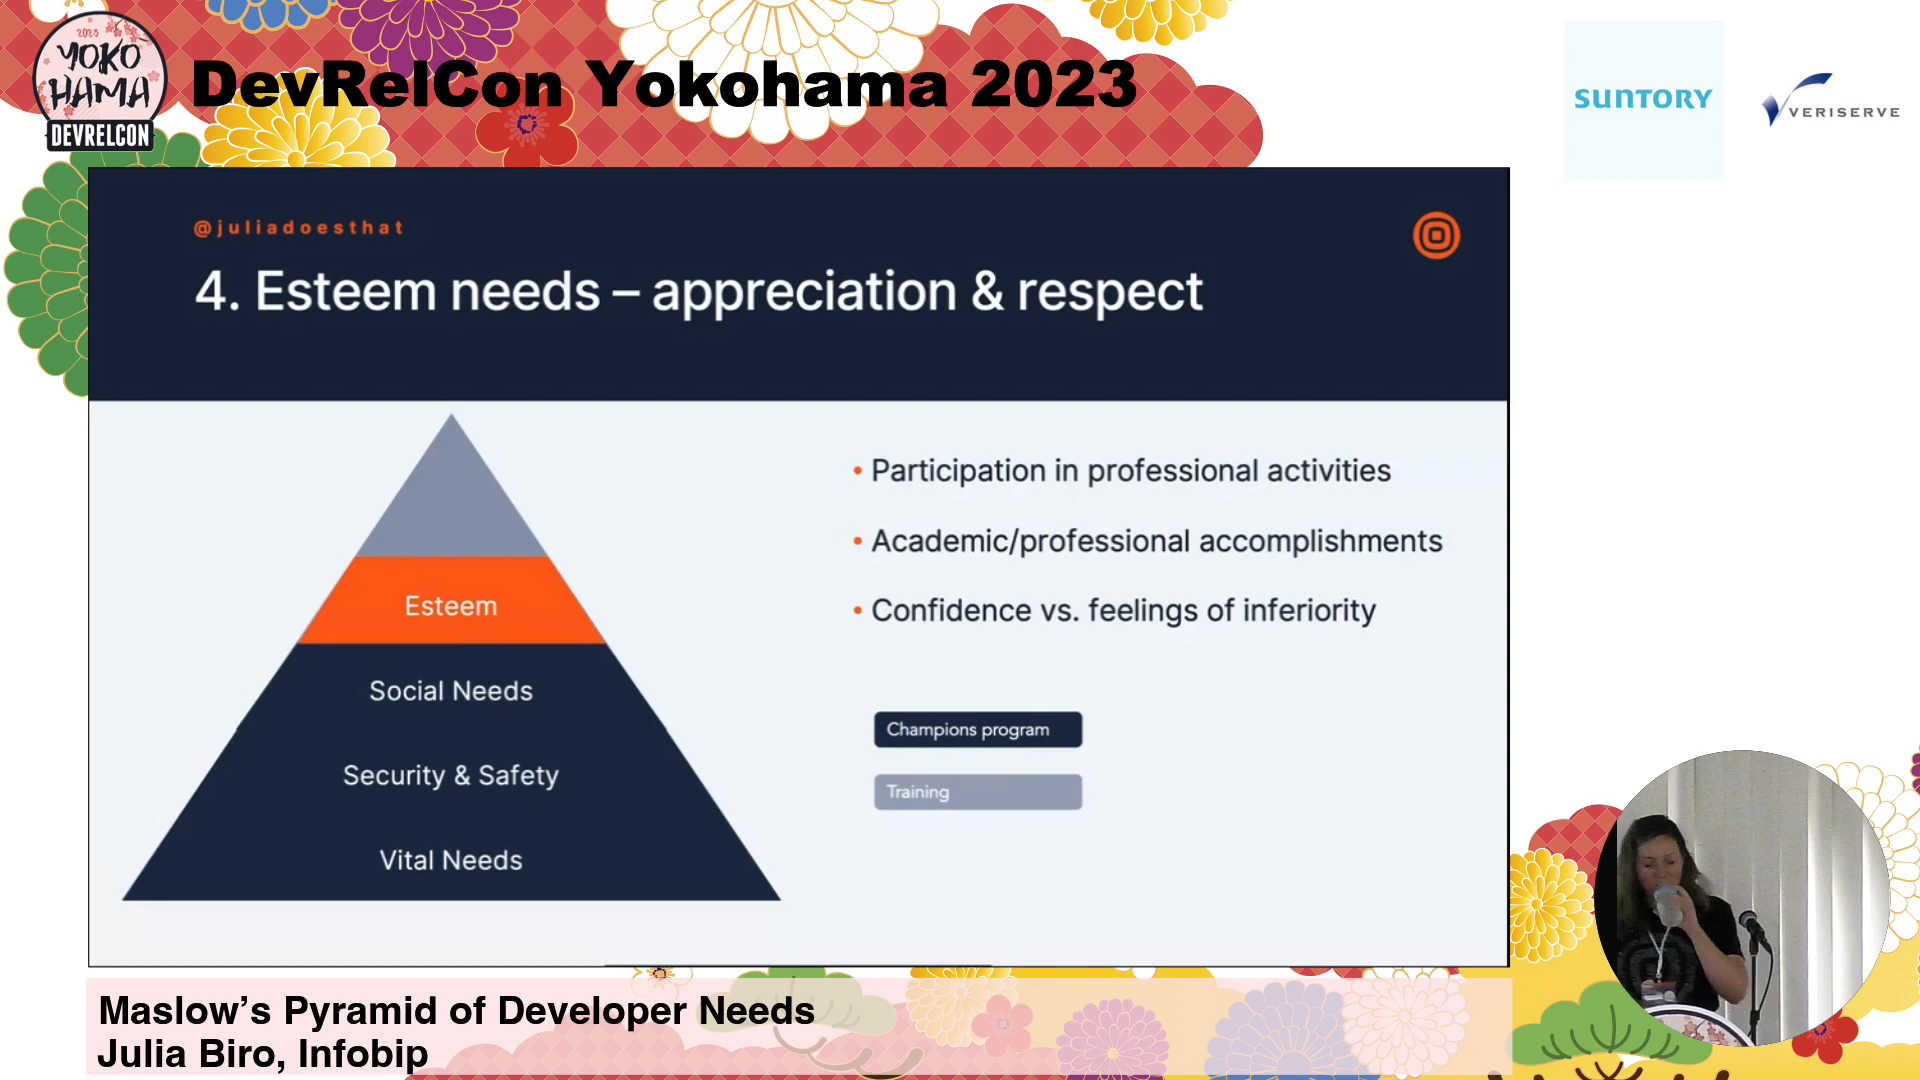 2023
YOKO
HAMA
DEVRELCON
DevRelCon Yokohama 2023
SUNTORY
VERISERVE
@juliadoesthat
4. Esteem needs – appreciation & respect
Esteem
Social Needs
Security & Safety
Vital Needs
• Participation in professional activities
• Academic/professional accomplishments
• Confidence vs. feelings of inferiority
Champions program
Training
Maslow’s Pyramid of Developer Needs
Julia Biro, Infobip